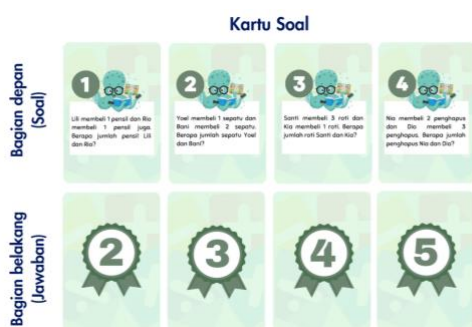 Kartu Soal
Bagian depan
(Soal)
1
Lili membeli 1 pensil dan Ria
membeli 1 pensil juga.
Berapa jumlah pensil Lili
dan Ria?
2
Yoel membeli 1 sepatu dan
Bani membeli 2 sepatu.
Berapa jumlah sepatu Yoel
dan Bani?
3
Santi membeli 3 roti dan
Kia membeli 1 roti. Berapa
jumlah roti Santi dan Kia?
4
Nia membeli 2 penghapus
dan Dio membeli 3
penghapus. Berapa jumlah
penghapus Nia dan Dio?
Bagian belakang
(Jawaban)
2
3
4
5